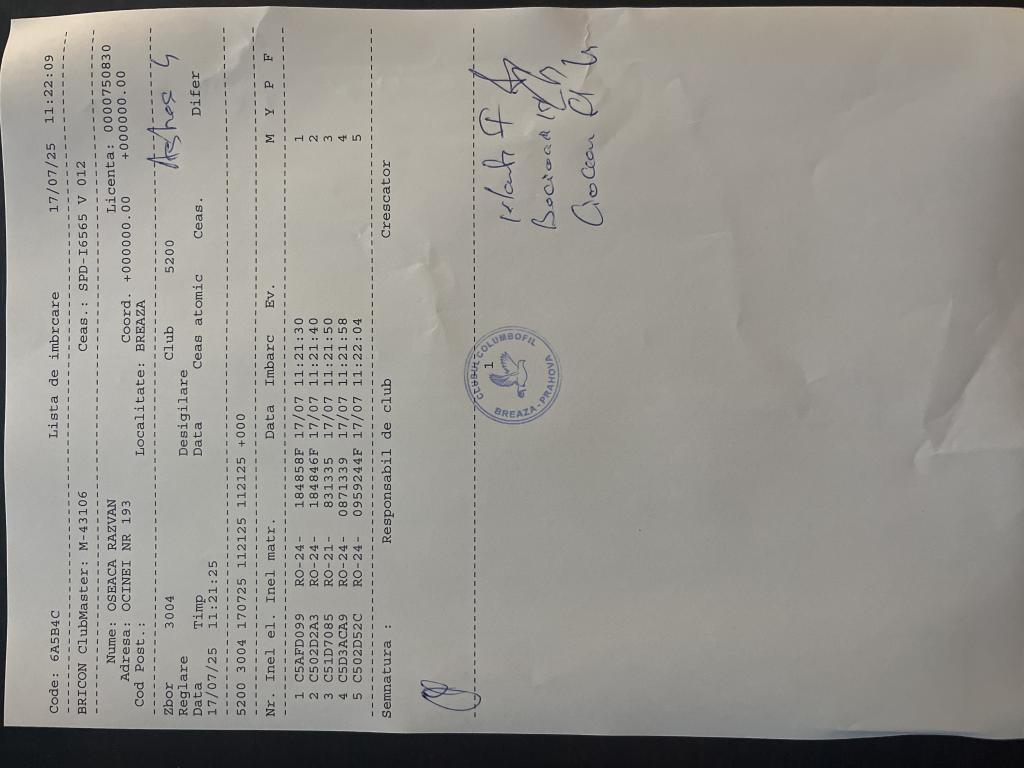 Code: 6A5B4C Lista de imbrcare 17/07/25 11:22:09
BRICON ClubMaster: M-43106 Ceas.: SPD-I6565 V 012
Nume: OSEACA RAZVAN Licenta: 0000750830
Adresa: OCINEI NR 193 Coord. +000000.00 +000000.00
Cod Post.: Localitate: BREAZA
Zbor 3004 Club 5200
Reglare Desigilare
Data Timp Data Ceas atomic Ceas. Difer
17/07/25 11:21:25
5200 3004 170725 112125 112125 +000
Nr. Inel el. Inel matr. Data Imbarc Ev. M Y P F
1 C5AFD099 RO-24- 184858F 17/07 11:21:30 1
2 C502D2A3 RO-24- 184846F 17/07 11:21:40 2
3 C51D7085 RO-21- 831335 17/07 11:21:50 3
4 C5D3ACA9 RO-24- 0871339 17/07 11:21:58 4
5 C502D52C RO-24- 0959244F 17/07 11:22:04 5
Semnatura : Responsabil de club Crescator
CLUBUL COLUMBOFIL
1
BREAZA-PRAHOVA